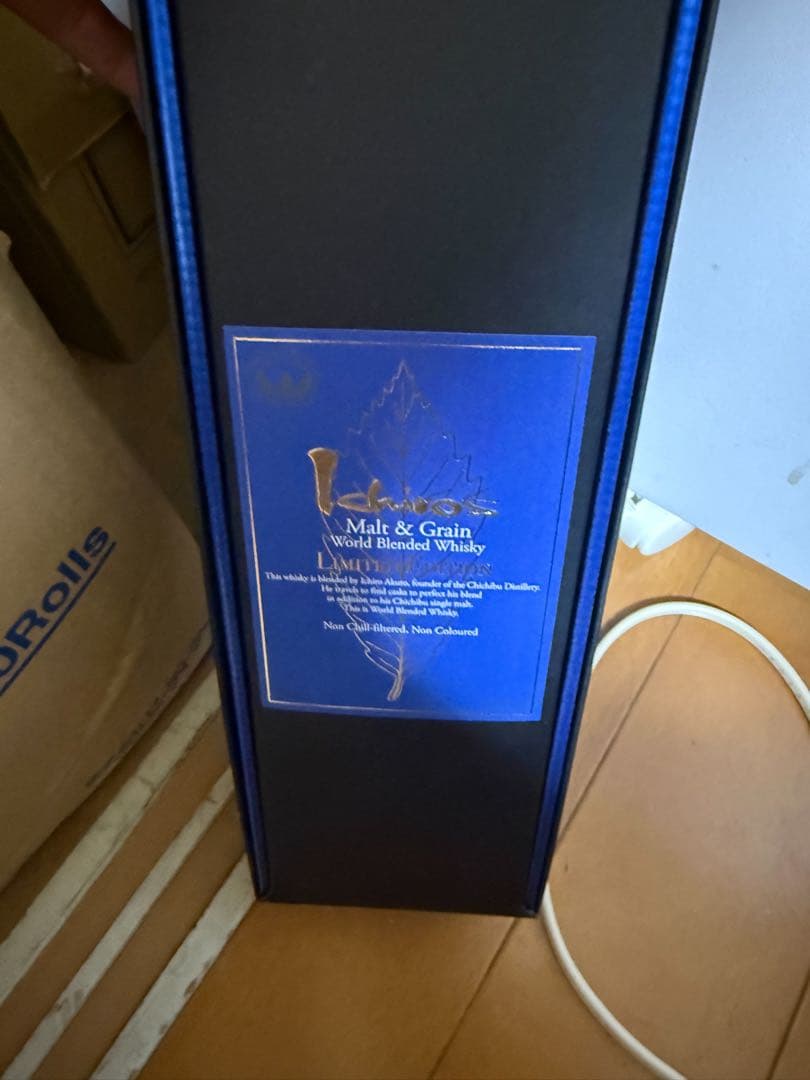 Ichiro's
Malt & Grain
World Blended Whisky
LIMITED EDITION
This whisky is blended by Ichiro Akuto, founder of the Chichibu Distillery.
He travels to find casks to perfect his blend
in addition to his Chichibu single malt.
This is World Blended Whisky.
Non Chill-filtered, Non Coloured
Rolls